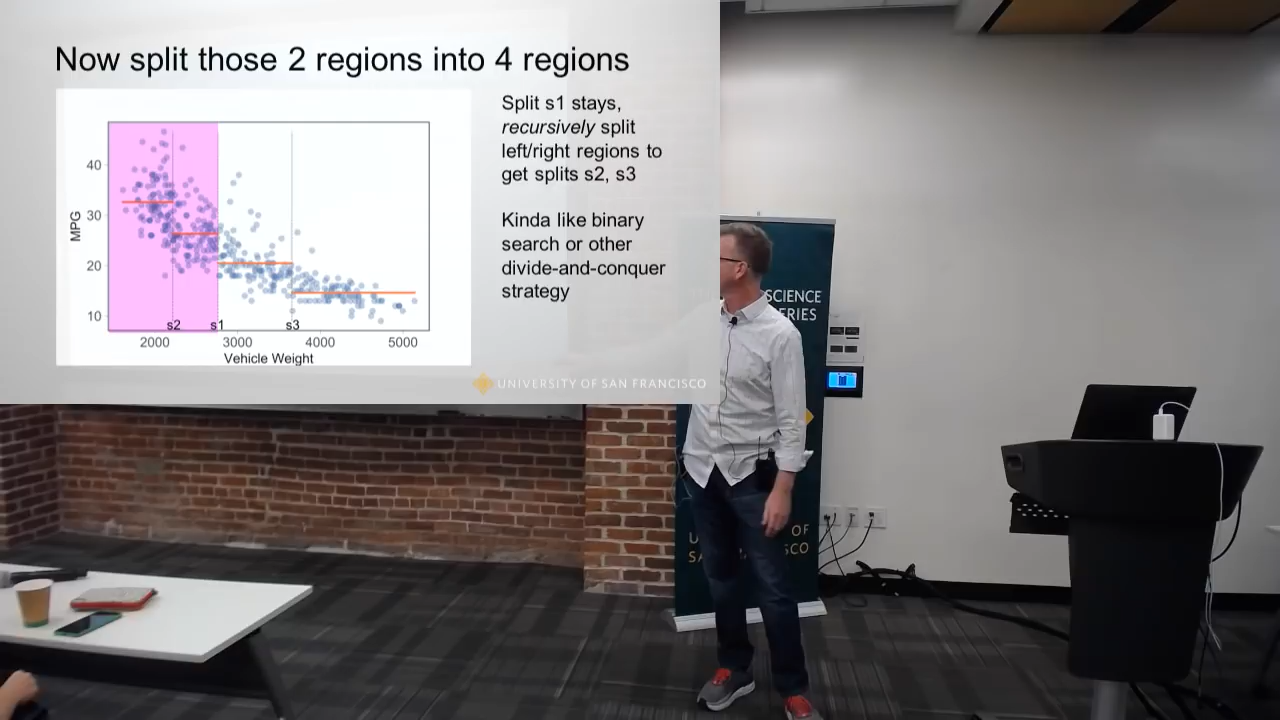 Now split those 2 regions into 4 regions
Split s1 stays,
recursively split
left/right regions to
get splits s2, s3
Kinda like binary
search or other
divide-and-conquer
strategy
MPG
40
30
20
10
s2
s1
s3
2000
3000
4000
5000
Vehicle Weight
UNIVERSITY OF SAN FRANCISCO
SCIENCE
OF